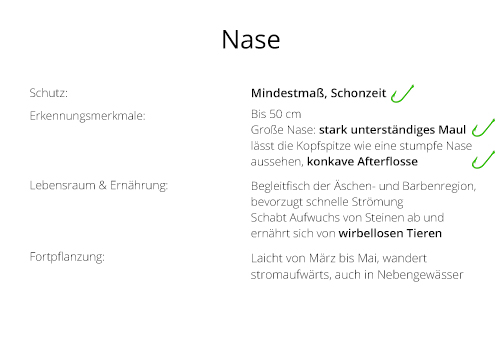 Nase
Schutz: Mindestmaß, Schonzeit
Erkennungsmerkmale: Bis 50 cm
Große Nase: stark unterständiges Maul
lässt die Kopfspitze wie eine stumpfe Nase
aussehen, konkave Afterflosse
Lebensraum & Ernährung: Begleitfisch der Äschen- und Barbenregion,
bevorzugt schnelle Strömung
Schabt Aufwuchs von Steinen ab und
ernährt sich von wirbellosen Tieren
Fortpflanzung: Laicht von März bis Mai, wandert
stromaufwärts, auch in Nebengewässer